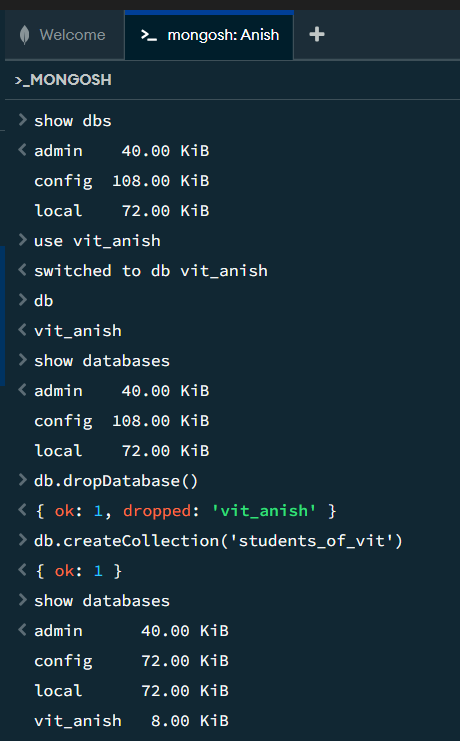 Welcome
>_ mongosh: Anish
+
>_MONGOSH
> show dbs
< admin    40.00 KiB
config  108.00 KiB
local    72.00 KiB
> use vit_anish
< switched to db vit_anish
> db
< vit_anish
> show databases
< admin    40.00 KiB
config  108.00 KiB
local    72.00 KiB
> db.dropDatabase()
< { ok: 1, dropped: 'vit_anish' }
> db.createCollection('students_of_vit')
< { ok: 1 }
> show databases
< admin      40.00 KiB
config     72.00 KiB
local      72.00 KiB
vit_anish   8.00 KiB